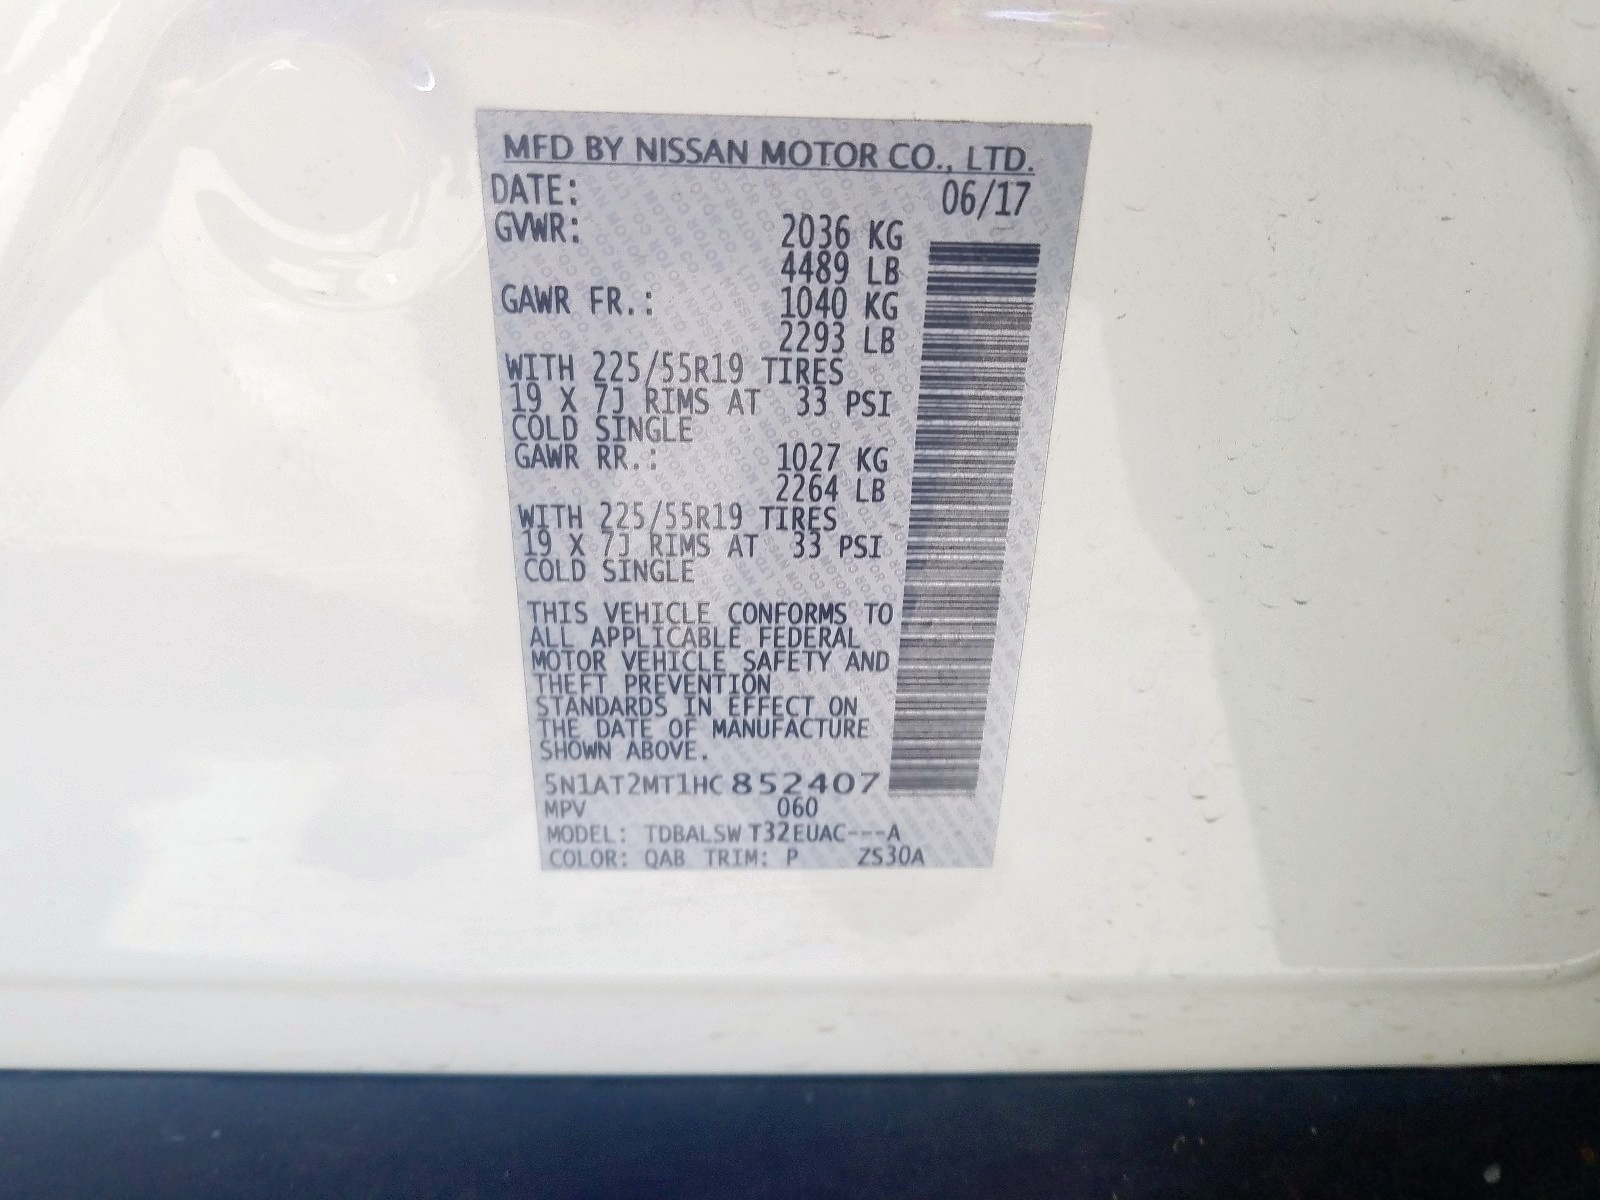 MFD BY NISSAN MOTOR CO., LTD.
DATE: 06/17
GVWR: 2036 KG
4489 LB
GAWR FR.: 1040 KG
2293 LB
WITH 225/55R19 TIRES
19 X 7J RIMS AT 33 PSI
COLD SINGLE
GAWR RR.: 1027 KG
2264 LB
WITH 225/55R19 TIRES
19 X 7J RIMS AT 33 PSI
COLD SINGLE
THIS VEHICLE CONFORMS TO
ALL APPLICABLE FEDERAL
MOTOR VEHICLE SAFETY AND
THEFT PREVENTION
STANDARDS IN EFFECT ON
THE DATE OF MANUFACTURE
SHOWN ABOVE.
5N1AT2MT1HC852407
MPV 060
MODEL: TDBALSW T32EUAC---A
COLOR: QAB TRIM: P ZS30A